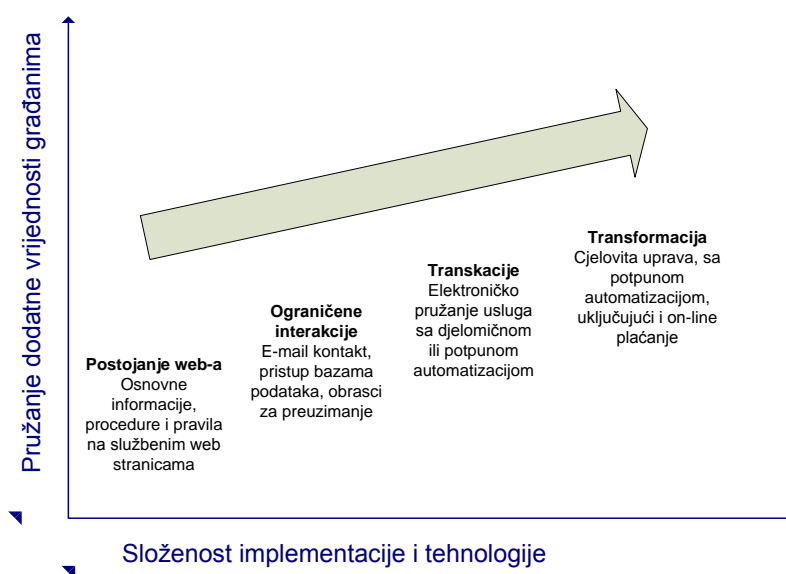 Pružanje dodatne vrijednosti građanima
Postojanje web-a
Osnovne
informacije,
procedure i pravila
na službenim web
stranicama
Ograničene
interakcije
E-mail kontakt,
pristup bazama
podataka, obrasci
za preuzimanje
Transkacije
Elektroničko
pružanje usluga
sa djelomičnom
ili potpunom
automatizacijom
Transformacija
Cjelovita uprava, sa
potpunom
automatizacijom,
uključujući i on-line
plaćanje
Složenost implementacije i tehnologije